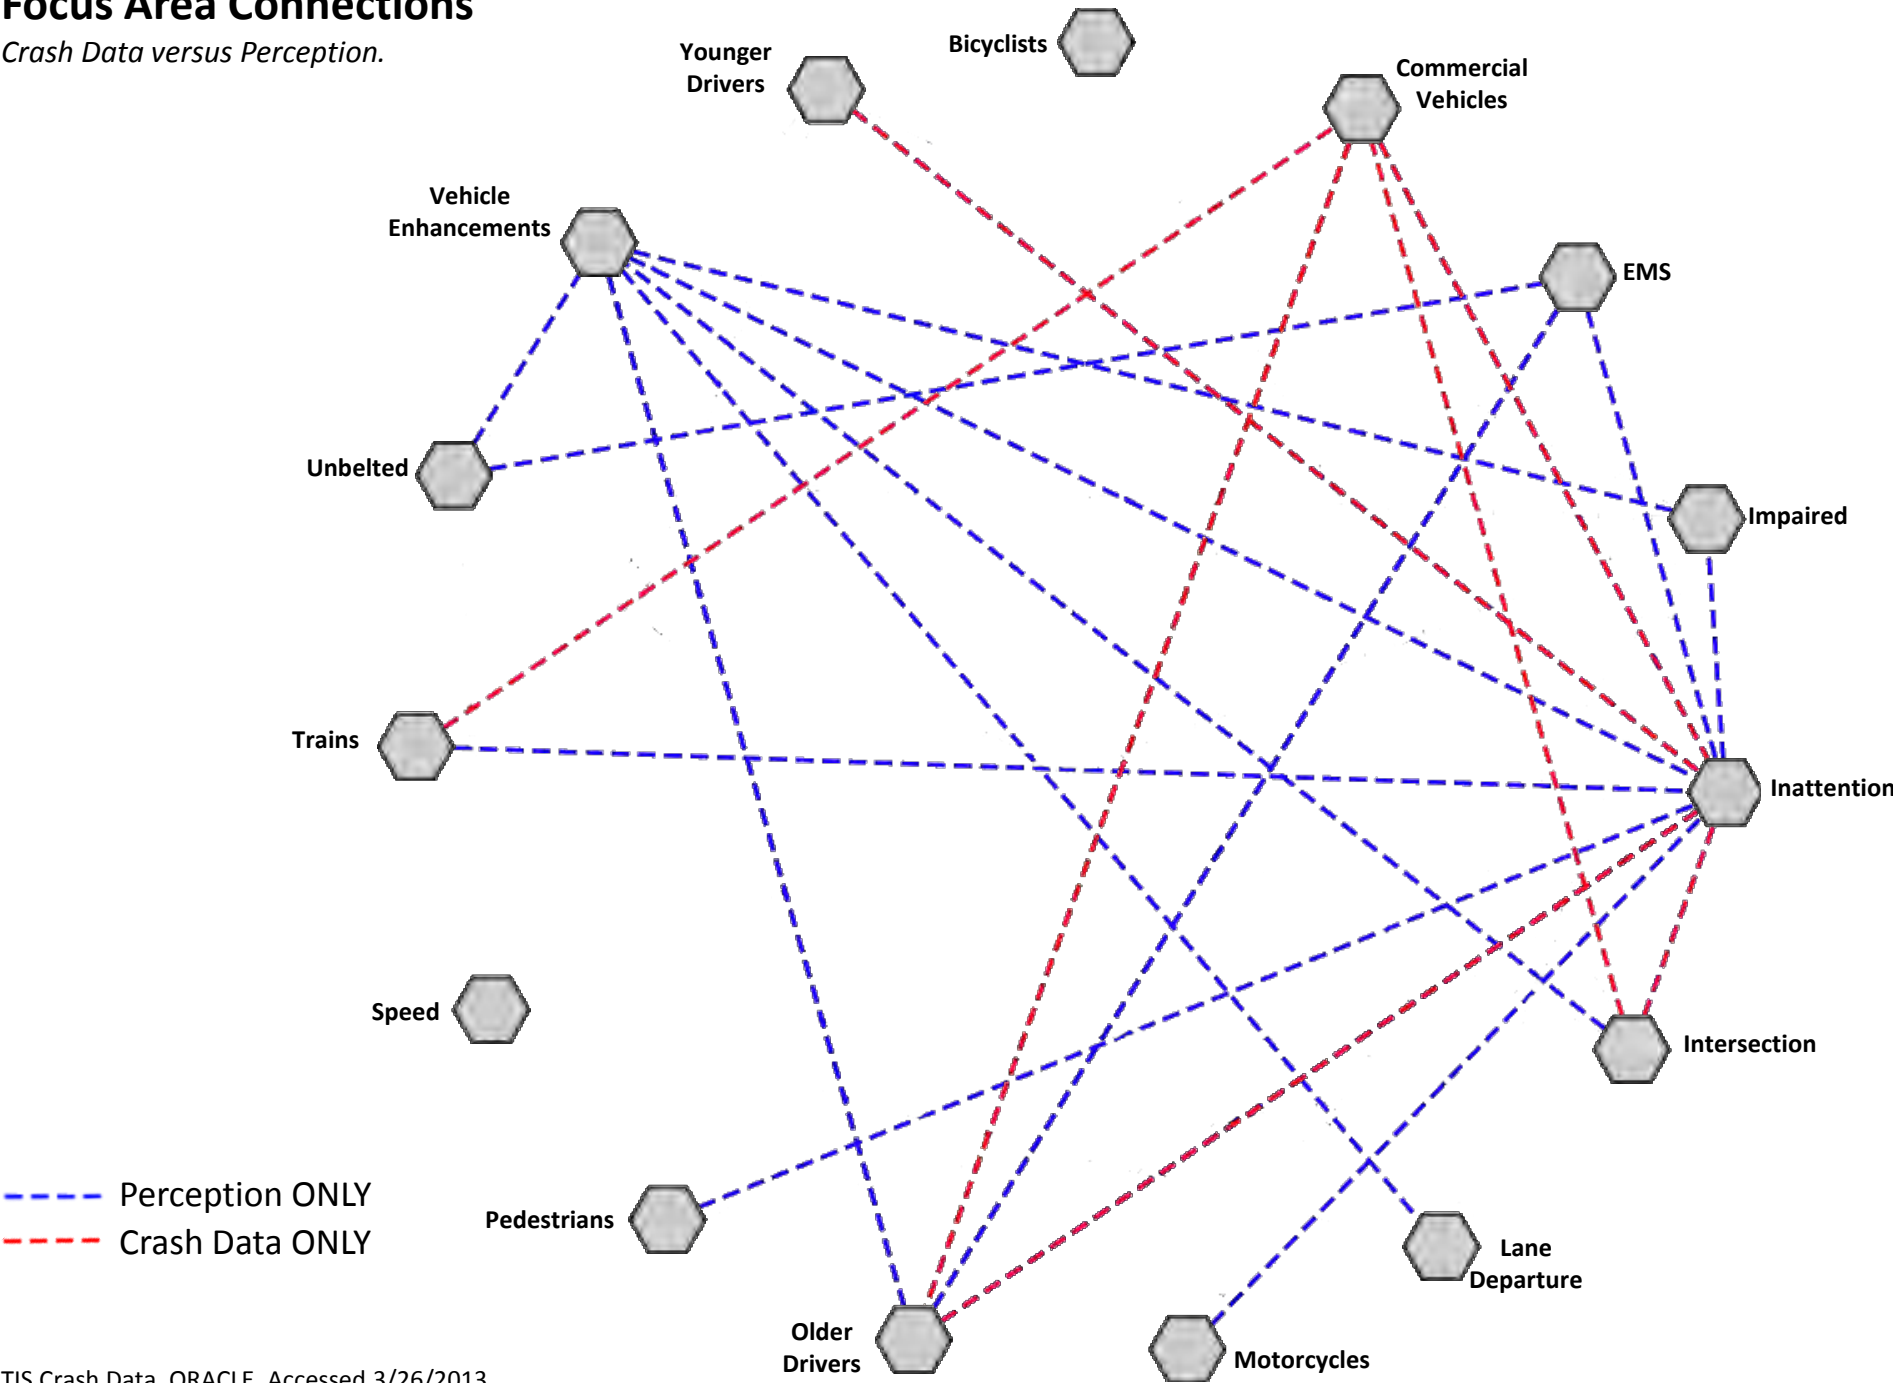 Focus Area Connections
Crash Data versus Perception.
Younger
Drivers
Bicyclists
Commercial
Vehicles
Vehicle
Enhancements
EMS
Unbelted
Impaired
Trains
Inattention
Speed
Intersection
Perception ONLY
Crash Data ONLY
Pedestrians
Lane
Departure
Older
Drivers
Motorcycles
TIS Crash Data, ORACLE, Accessed 3/26/2013